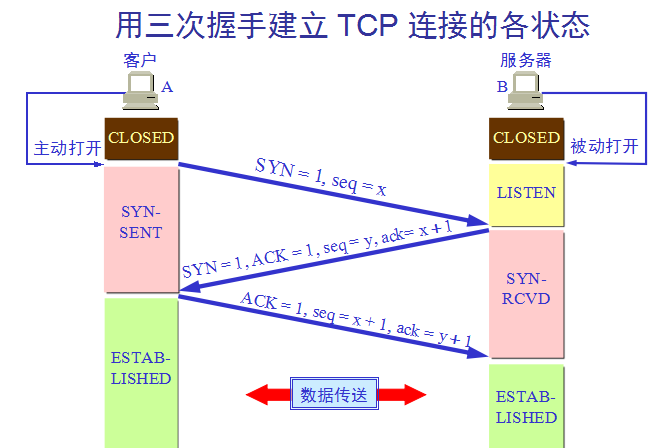 用三次握手建立 TCP 连接的各状态
客户
服务器
A
B
主动打开
CLOSED
CLOSED
被动打开
SYN = 1, seq = x
LISTEN
SYN-
SENT
SYN = 1, ACK = 1, seq = y, ack= x + 1
SYN-
RCVD
ACK = 1, seq = x + 1, ack = y + 1
ESTAB-
LISHED
数据传送
ESTAB-
LISHED